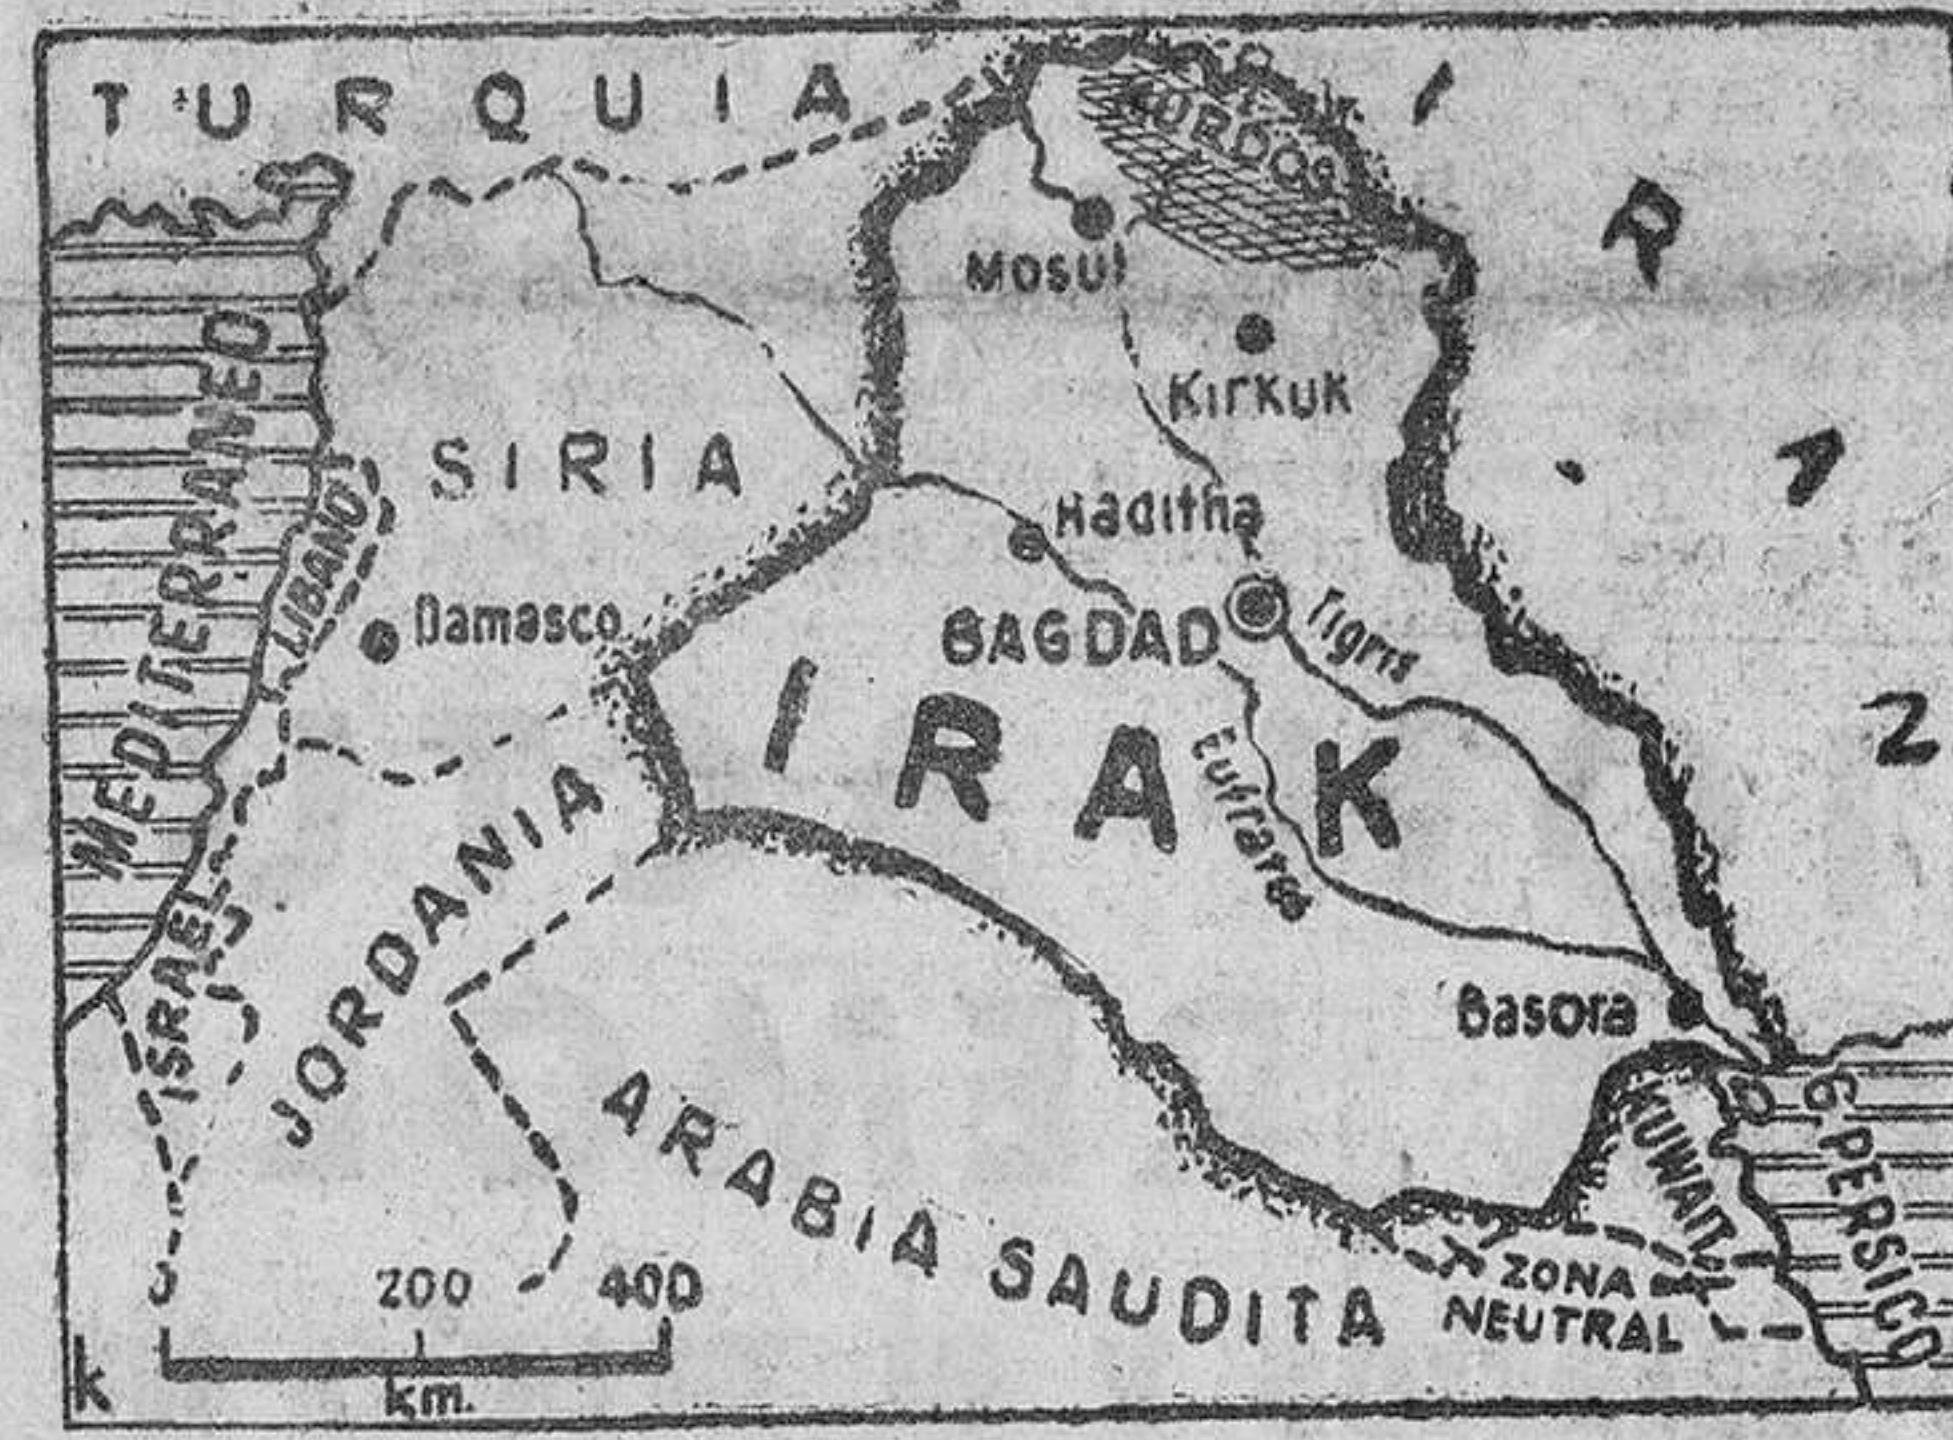 TURQUIA
KURDOS
IRAN
Mosul
Kirkuk
MEDITERRANEO
SIRIA
LIBANO
Haditha
Damasco
BAGDAD
Tigris
IRAK
Eufrates
JORDANIA
ISRAEL
Basora
KUWAIT
G PERSICO
ARABIA SAUDITA
ZONA
NEUTRAL
0 200 400
km.
k